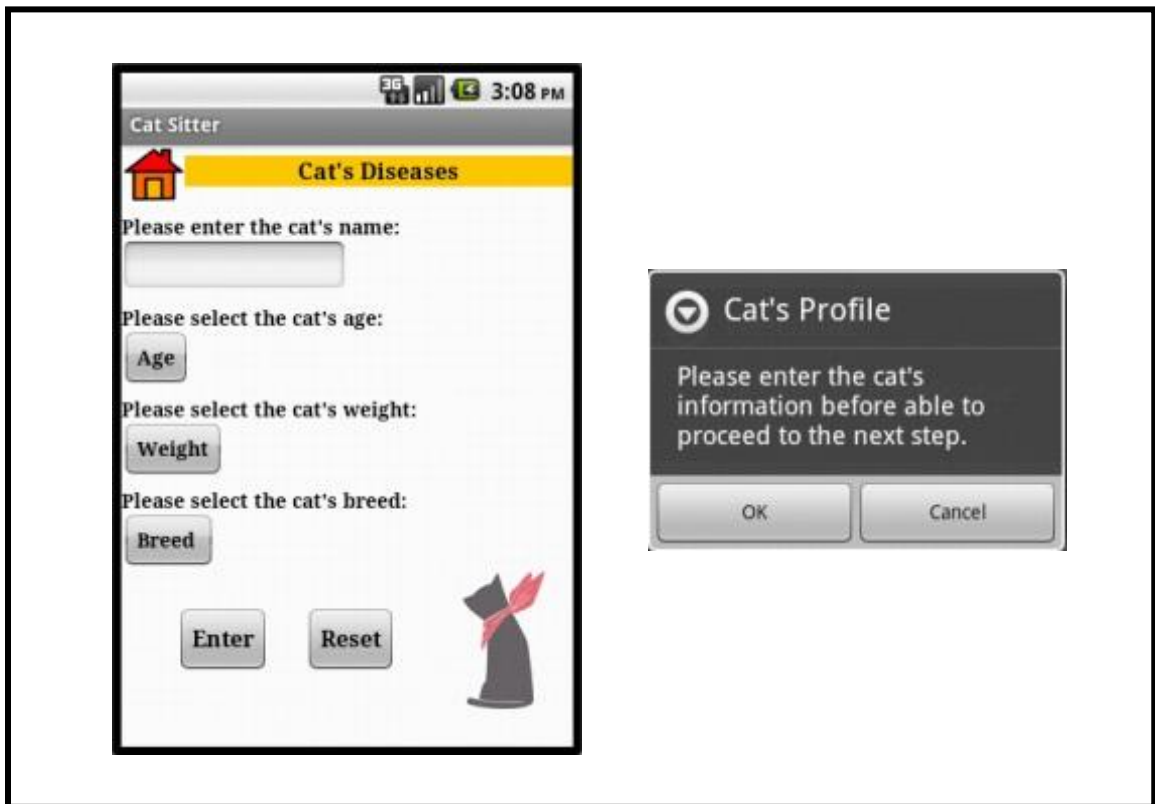 3G
3:08 PM
Cat Sitter
Cat's Diseases
Please enter the cat's name:
Please select the cat's age:
Age
Please select the cat's weight:
Weight
Please select the cat's breed:
Breed
Enter Reset
Cat's Profile
Please enter the cat's
information before able to
proceed to the next step.
OK Cancel